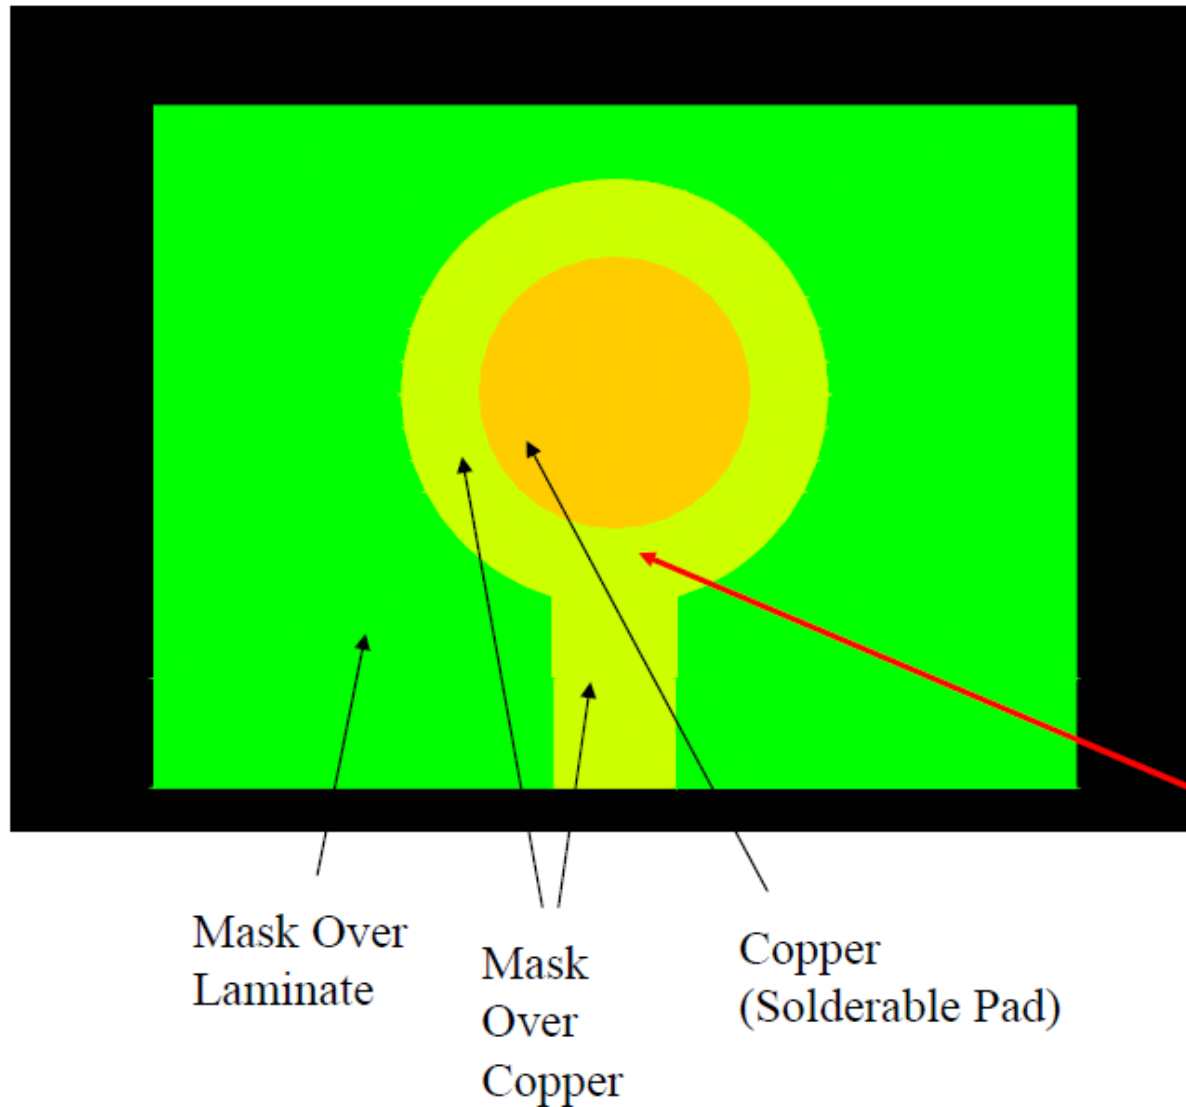 Mask Over
Laminate
Mask
Over
Copper
Copper
(Solderable Pad)